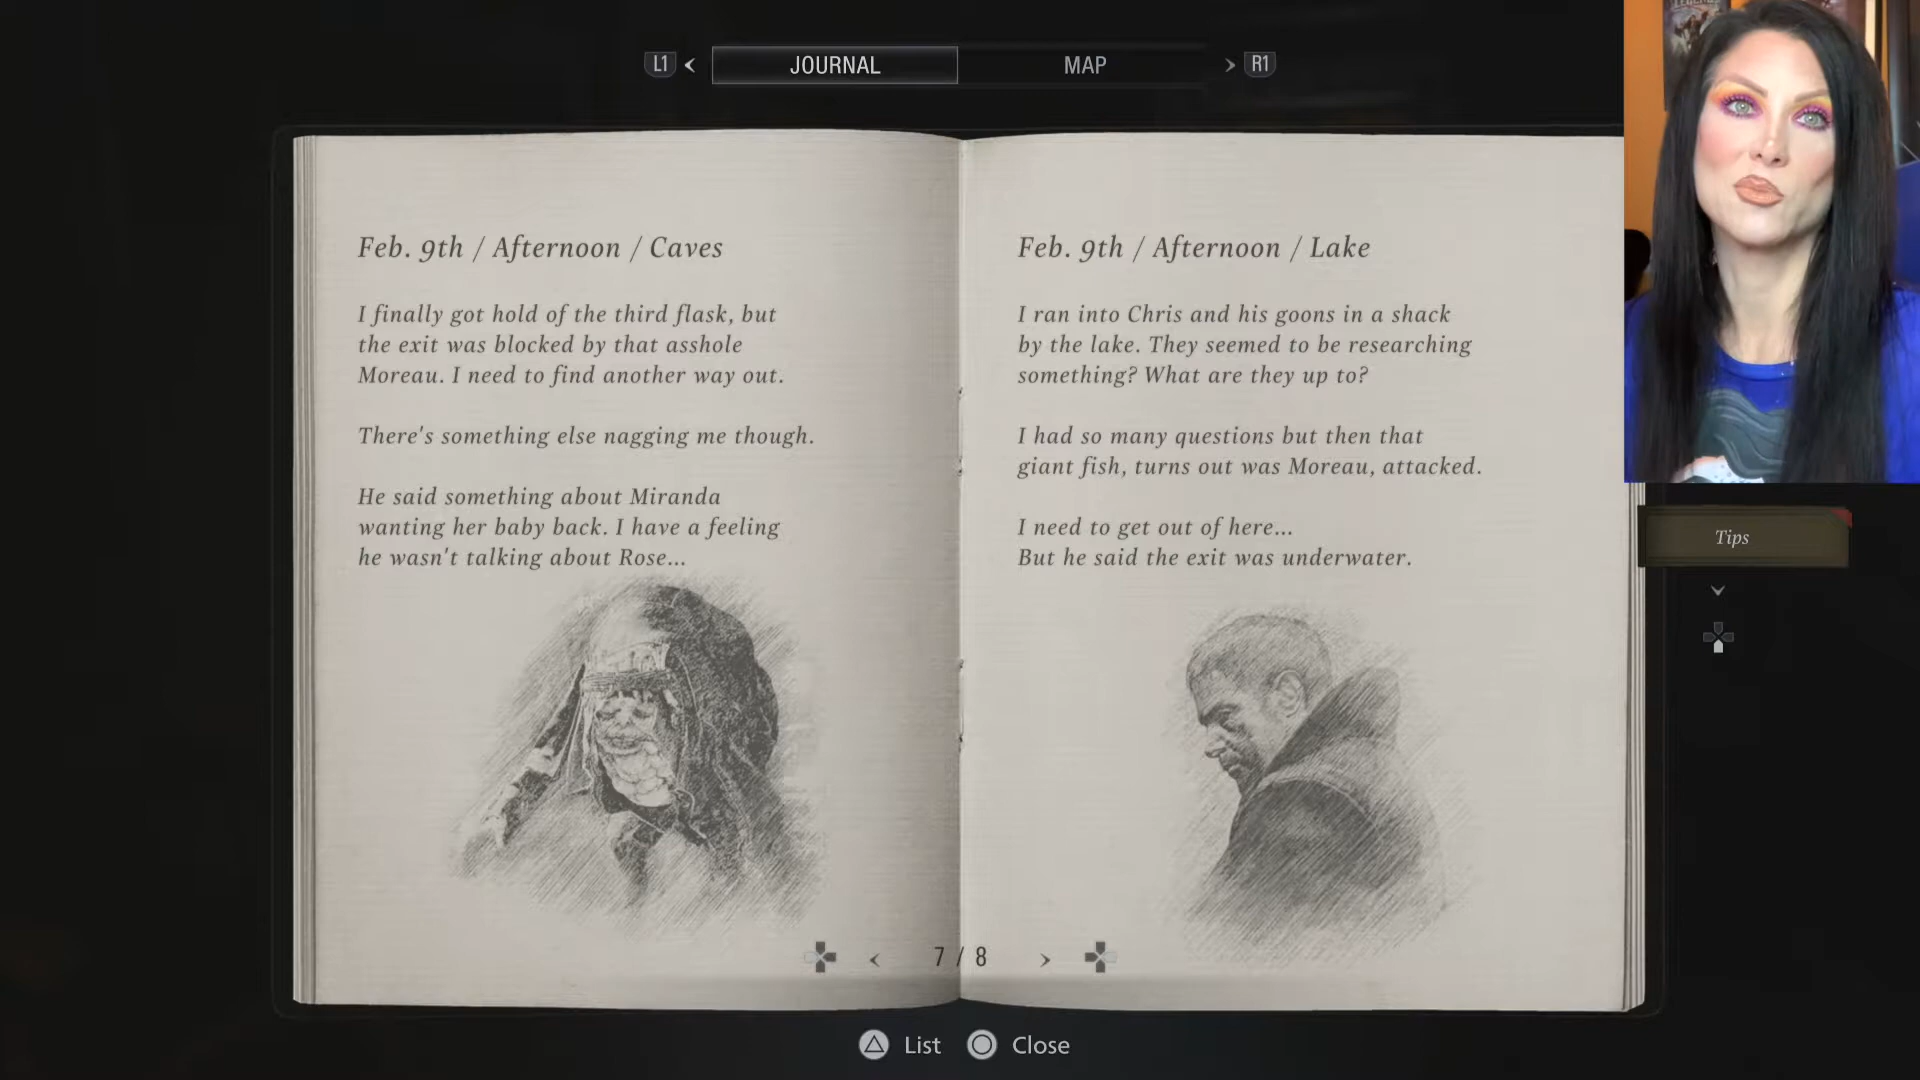 L1 JOURNAL MAP R1
Feb. 9th / Afternoon / Caves
I finally got hold of the third flask, but
the exit was blocked by that asshole
Moreau. I need to find another way out.
There's something else nagging me though.
He said something about Miranda
wanting her baby back. I have a feeling
he wasn't talking about Rose...
Feb. 9th / Afternoon / Lake
I ran into Chris and his goons in a shack
by the lake. They seemed to be researching
something? What are they up to?
I had so many questions but then that
giant fish, turns out was Moreau, attacked.
I need to get out of here...
But he said the exit was underwater.
Tips
7 / 8
List Close